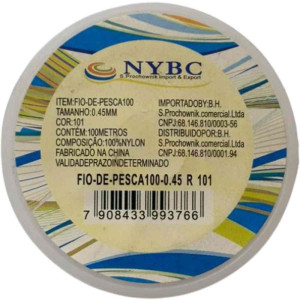 NYBC
S.Prochownik Import & Export
ITEM:FIO-DE-PESCA100
TAMANHO:0.45MM
COR:101
CONTÉM:100METROS
COMPOSIÇÃO:100%NYLON
FABRICADO NA CHINA
VALIDADEPRAZOINDETERMINADO
IMPORTADOBY:B.H.
S.Prochownik.comercial.Ltda
CNPJ:68.146.810/0003-56
DISTRIBUIDOPOR:B.H.
S.Prochownik.comercial.Ltda
CNPJ:68.146.810/0001.94
FIO-DE-PESCA100-0.45 R 101
7 908433 993766